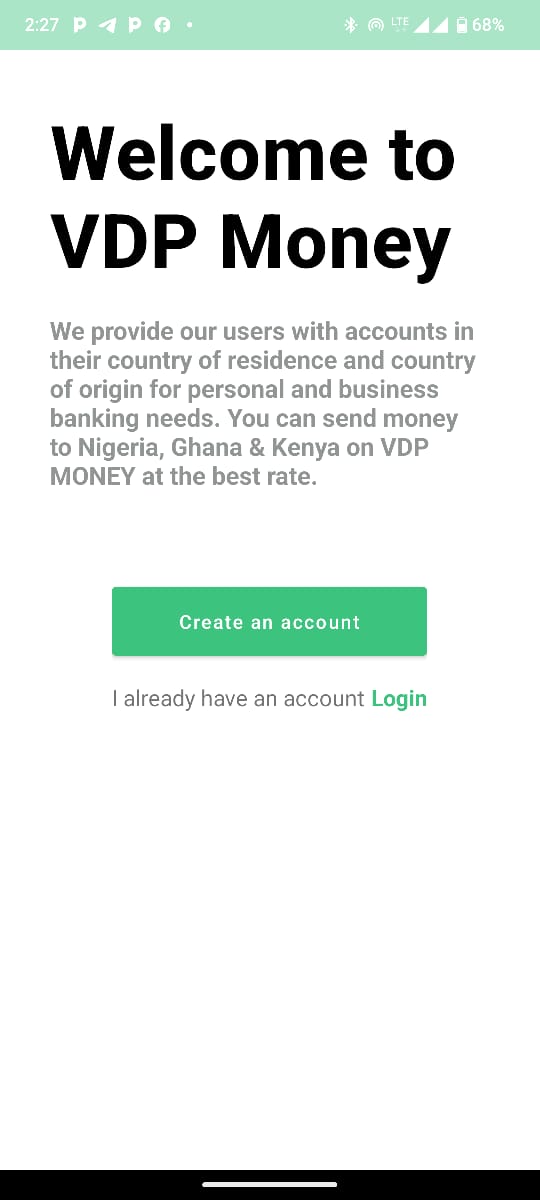 2:27 LTE 68%
Welcome to
VDP Money
We provide our users with accounts in
their country of residence and country
of origin for personal and business
banking needs. You can send money
to Nigeria, Ghana & Kenya on VDP
MONEY at the best rate.
Create an account
I already have an account Login